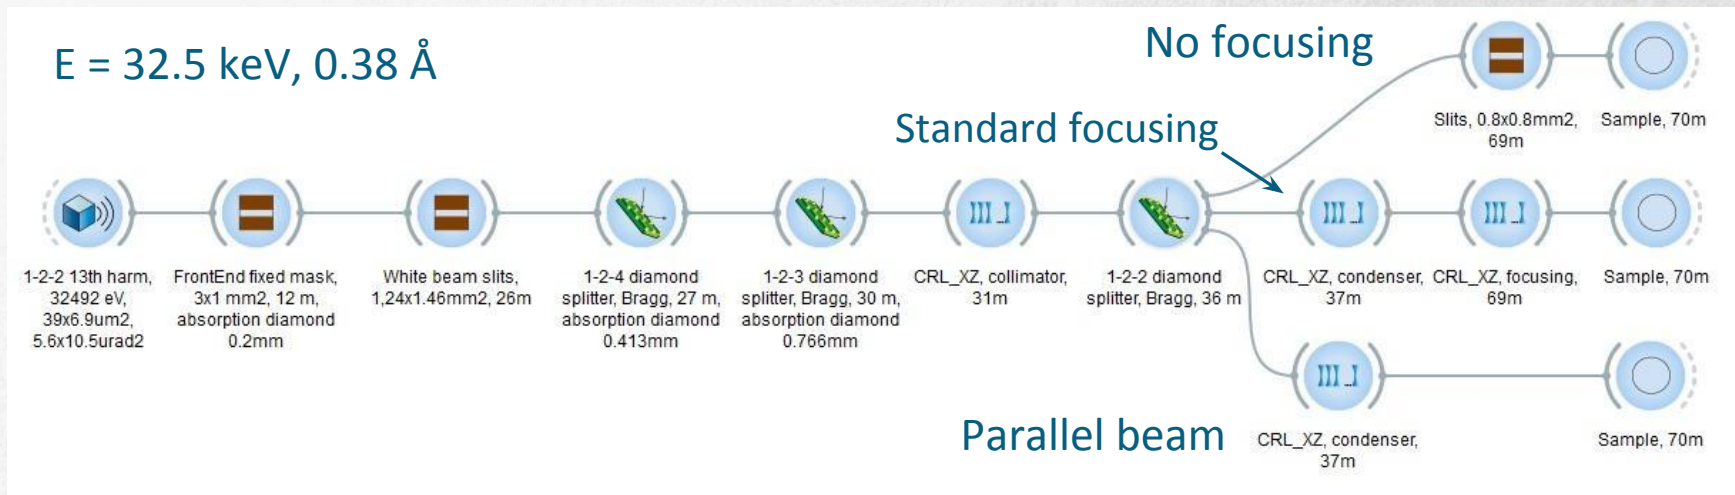 E = 32.5 keV, 0.38 Å
No focusing
Standard focusing
Slits, 0.8x0.8mm2,
69m
Sample, 70m
1-2-2 13th harm,
32492 eV,
39x6.9um2,
5.6x10.5urad2
FrontEnd fixed mask,
3x1 mm2, 12 m,
absorption diamond
0.2mm
White beam slits,
1,24x1.46mm2, 26m
1-2-4 diamond
splitter, Bragg, 27 m,
absorption diamond
0.413mm
1-2-3 diamond
splitter, Bragg, 30 m,
absorption diamond
0.766mm
CRL_XZ, collimator,
31m
1-2-2 diamond
splitter, Bragg, 36 m
CRL_XZ, condenser,
37m
CRL_XZ, focusing,
69m
Sample, 70m
Parallel beam
CRL_XZ, condenser,
37m
Sample, 70m